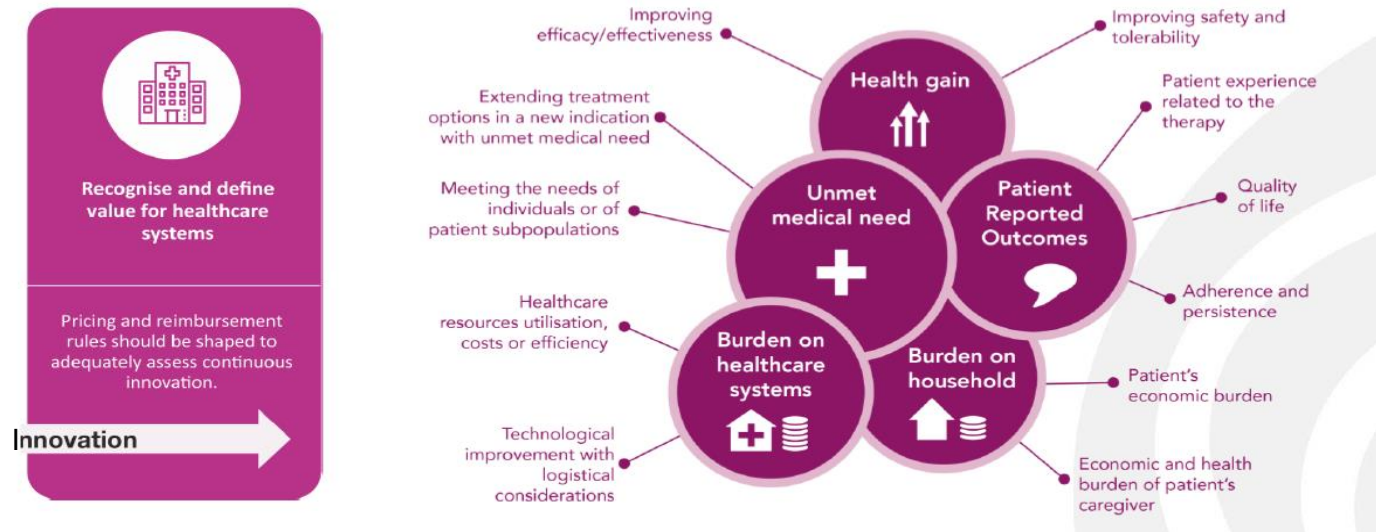 Recognise and define
value for healthcare
systems
Pricing and reimbursement
rules should be shaped to
adequately assess continuous
innovation.
Innovation
Improving
efficacy/effectiveness
Extending treatment
options in a new indication
with unmet medical need
Meeting the needs of
individuals or of
patient subpopulations
Healthcare
resources utilisation,
costs or efficiency
Technological
improvement with
logistical
considerations
Health gain
Unmet
medical need
Patient
Reported
Outcomes
Burden on
healthcare
systems
Burden on
household
Improving safety and
tolerability
Patient experience
related to the
therapy
Quality
of life
Adherence and
persistence
Patient's
economic burden
Economic and health
burden of patient's
caregiver